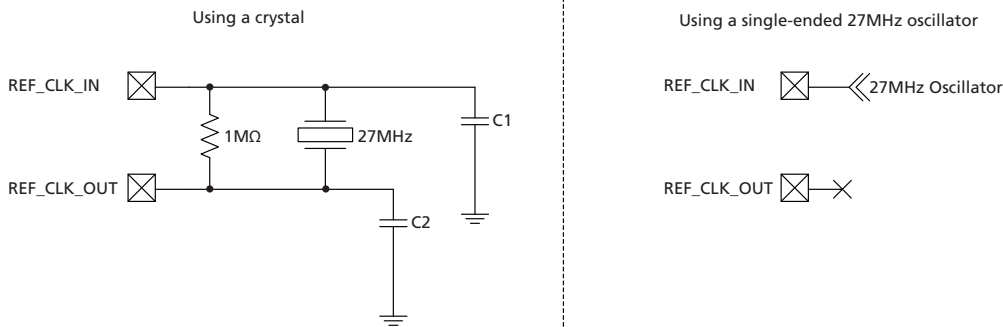 Using a crystal
REF_CLK_IN
1MΩ
27MHz
C1
REF_CLK_OUT
C2
Using a single-ended 27MHz oscillator
REF_CLK_IN
27MHz Oscillator
REF_CLK_OUT